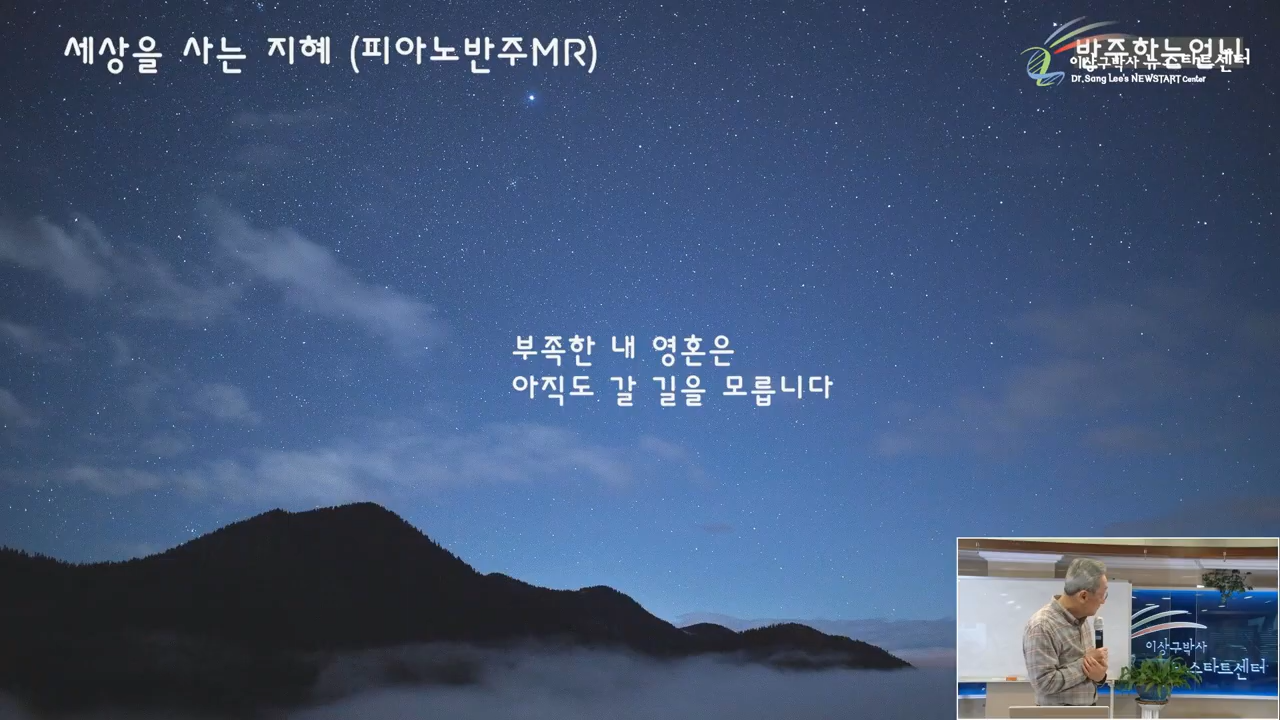 세상을 사는 지혜 (피아노반주MR)
반주하는언니
이상구박사 뉴스타트센터
Dr. Sang Lee's NEWSTART Center
부족한 내 영혼은
아직도 갈 길을 모릅니다
이상구박사
스타트센터